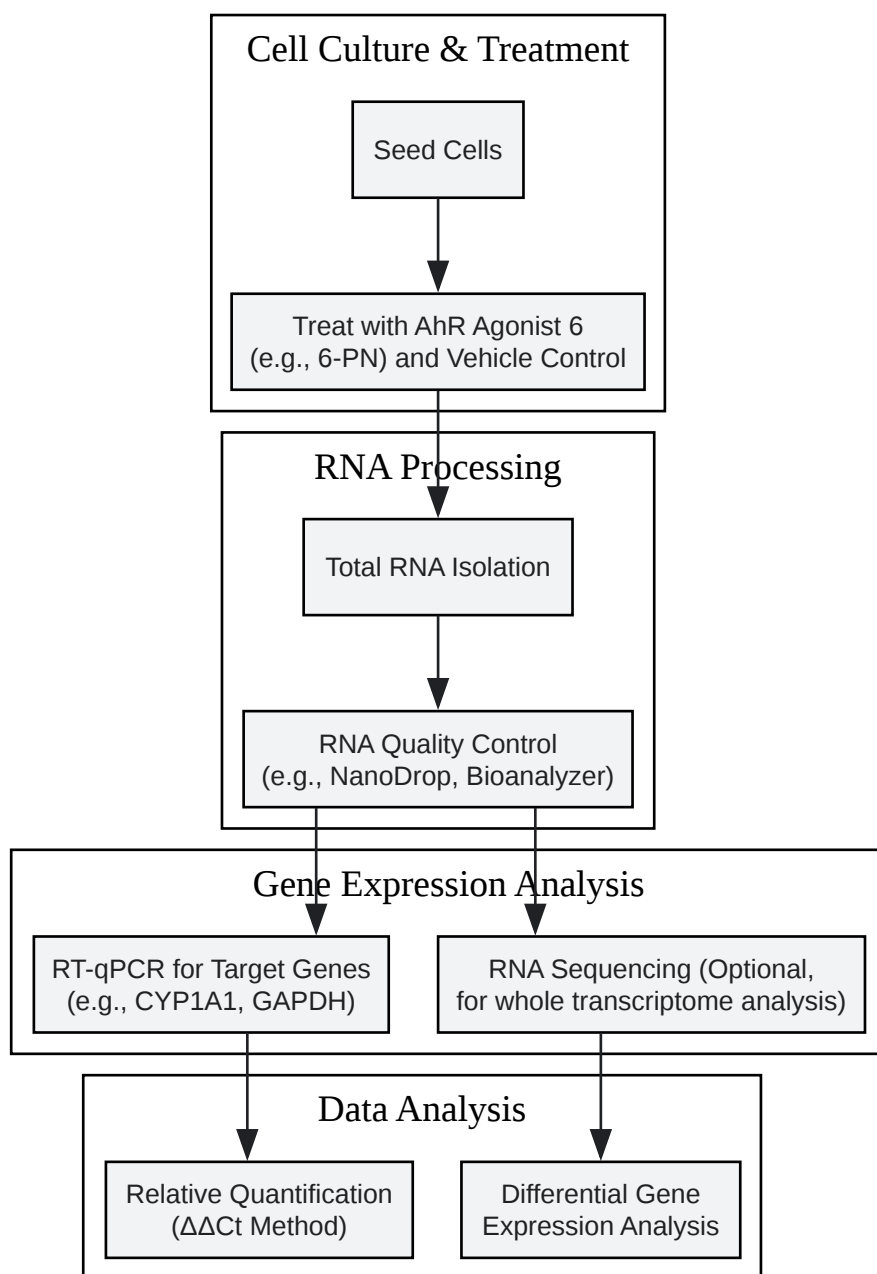 Cell Culture & Treatment
Seed Cells
Treat with AhR Agonist 6
(e.g., 6-PN) and Vehicle Control
RNA Processing
Total RNA Isolation
RNA Quality Control
(e.g., NanoDrop, Bioanalyzer)
Gene Expression Analysis
RT-qPCR for Target Genes
(e.g., CYP1A1, GAPDH)
RNA Sequencing (Optional,
for whole transcriptome analysis)
Data Analysis
Relative Quantification
(ΔΔCt Method)
Differential Gene
Expression Analysis